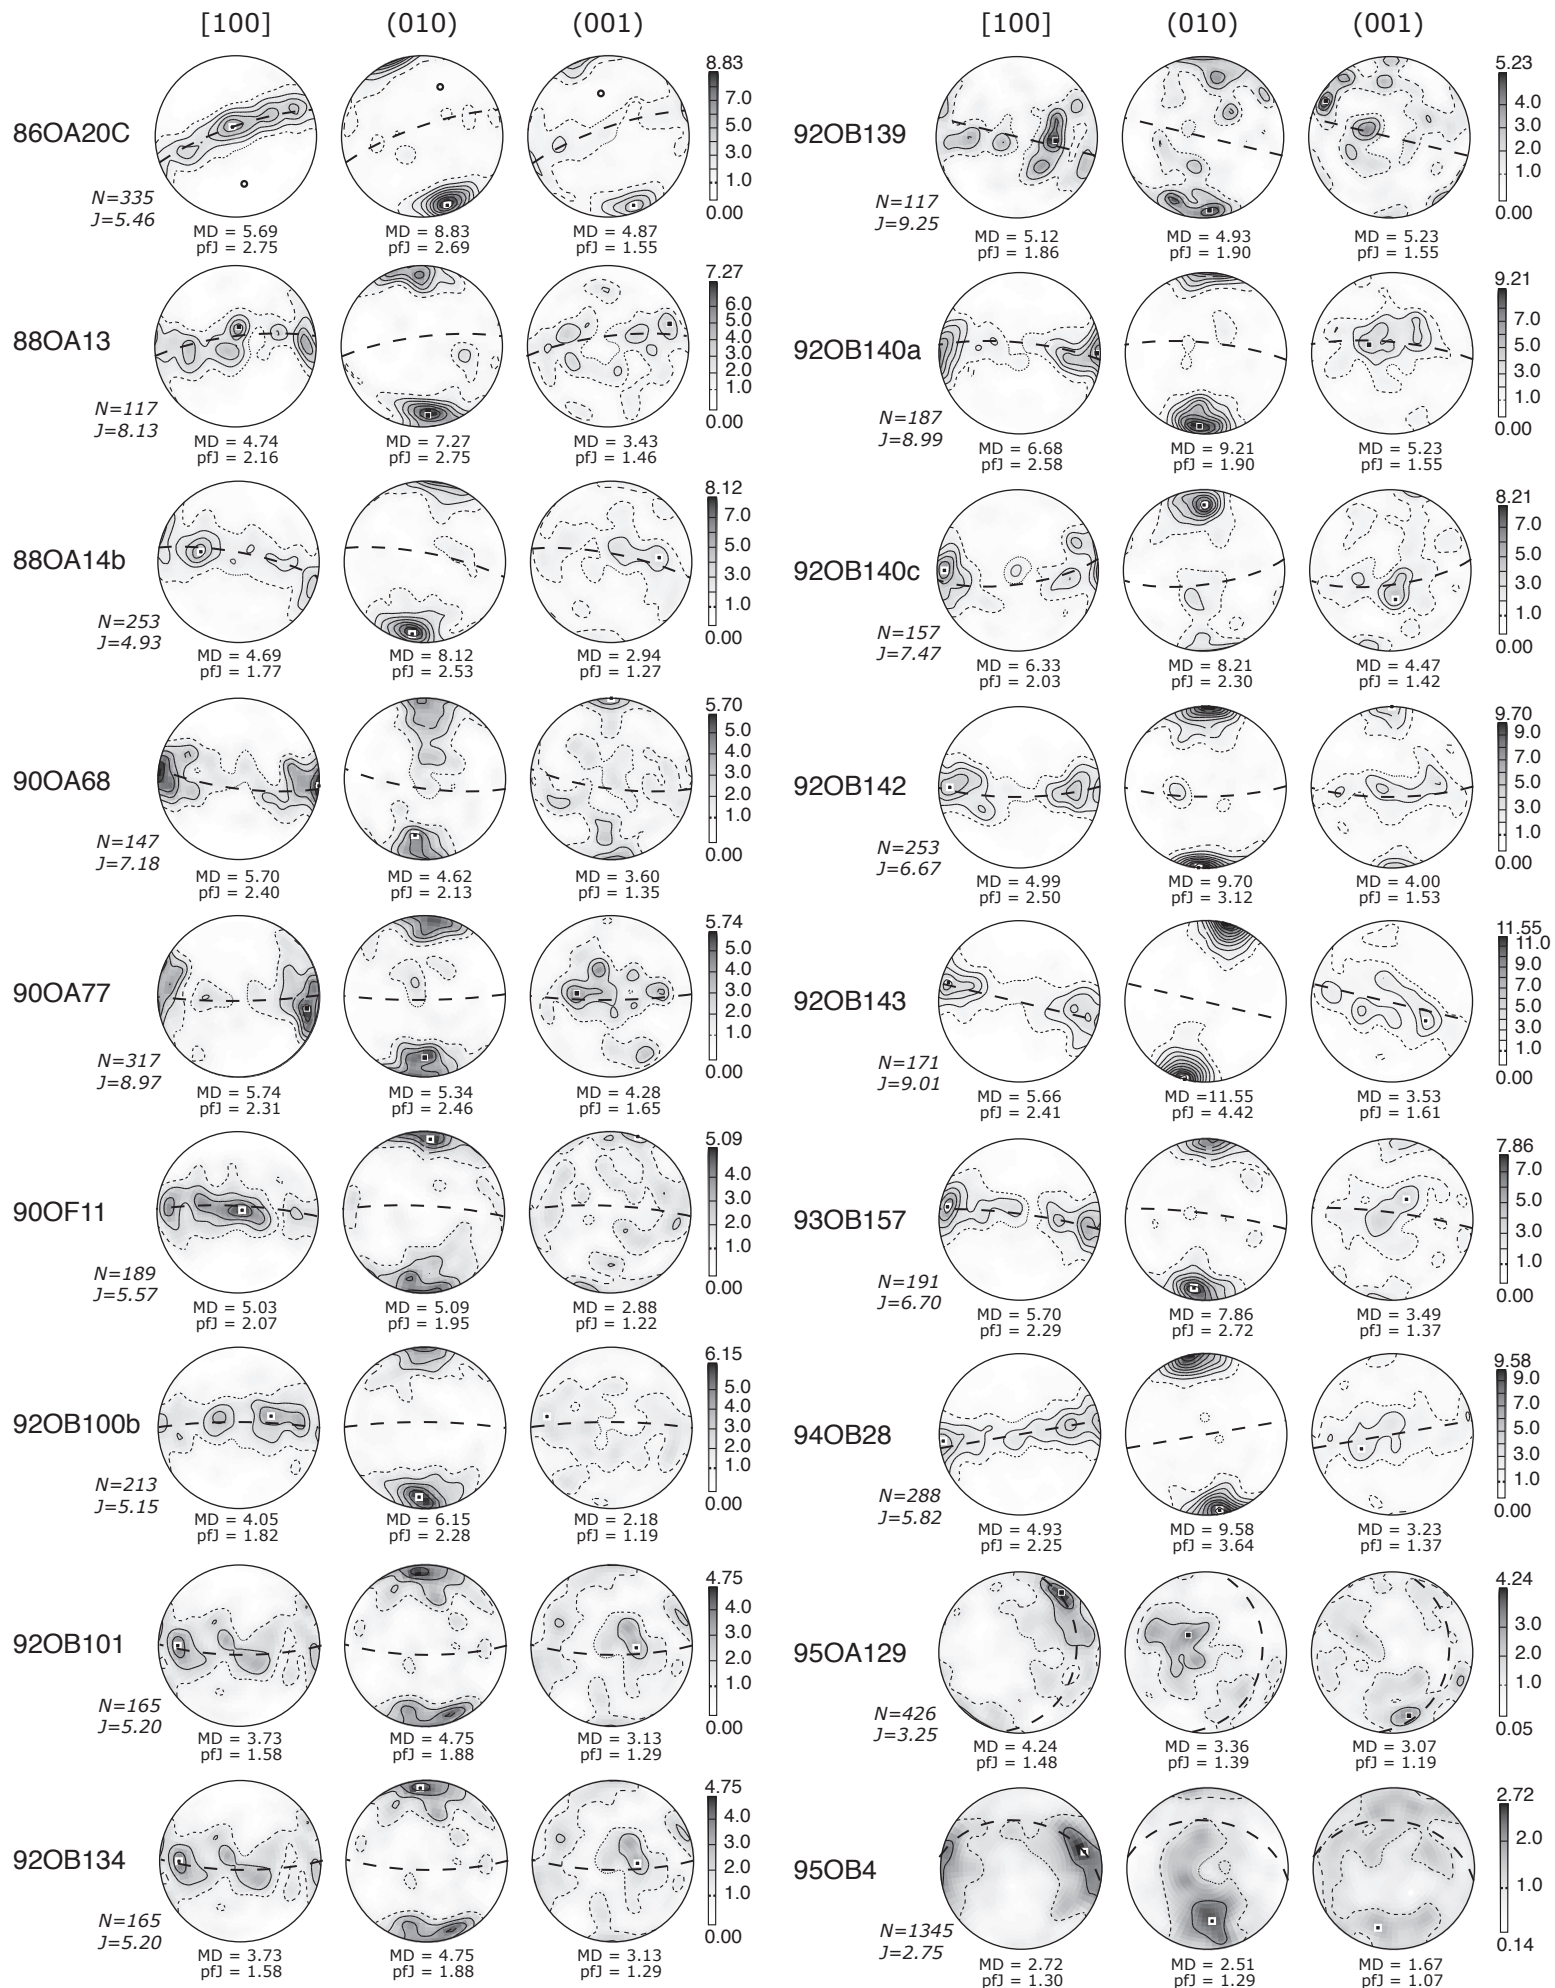 [100] (010) (001)
86OA20C
N=335
J=5.46
MD = 5.69 MD = 8.83 MD = 4.87
pfJ = 2.75 pfJ = 2.69 pfJ = 1.55
8.83
7.0
5.0
3.0
1.0
0.00
88OA13
N=117
J=8.13
MD = 4.74 MD = 7.27 MD = 3.43
pfJ = 2.16 pfJ = 2.75 pfJ = 1.46
7.27
6.0
5.0
4.0
3.0
2.0
1.0
0.00
88OA14b
N=253
J=4.93
MD = 4.69 MD = 8.12 MD = 2.94
pfJ = 1.77 pfJ = 2.53 pfJ = 1.27
8.12
7.0
5.0
3.0
1.0
0.00
90OA68
N=147
J=7.18
MD = 5.70 MD = 4.62 MD = 3.60
pfJ = 2.40 pfJ = 2.13 pfJ = 1.35
5.70
5.0
4.0
3.0
2.0
1.0
0.00
90OA77
N=317
J=8.97
MD = 5.74 MD = 5.34 MD = 4.28
pfJ = 2.31 pfJ = 2.46 pfJ = 1.65
5.74
5.0
4.0
3.0
2.0
1.0
0.00
90OF11
N=189
J=5.57
MD = 5.03 MD = 5.09 MD = 2.88
pfJ = 2.07 pfJ = 1.95 pfJ = 1.22
5.09
4.0
3.0
2.0
1.0
0.00
92OB100b
N=213
J=5.15
MD = 4.05 MD = 6.15 MD = 2.18
pfJ = 1.82 pfJ = 2.28 pfJ = 1.19
6.15
5.0
4.0
3.0
2.0
1.0
0.00
92OB101
N=165
J=5.20
MD = 3.73 MD = 4.75 MD = 3.13
pfJ = 1.58 pfJ = 1.88 pfJ = 1.29
4.75
4.0
3.0
2.0
1.0
0.00
92OB134
N=165
J=5.20
MD = 3.73 MD = 4.75 MD = 3.13
pfJ = 1.58 pfJ = 1.88 pfJ = 1.29
4.75
4.0
3.0
2.0
1.0
0.00
[100] (010) (001)
92OB139
N=117
J=9.25
MD = 5.12 MD = 4.93 MD = 5.23
pfJ = 1.86 pfJ = 1.90 pfJ = 1.55
5.23
4.0
3.0
2.0
1.0
0.00
92OB140a
N=187
J=8.99
MD = 6.68 MD = 9.21 MD = 5.23
pfJ = 2.58 pfJ = 1.90 pfJ = 1.55
9.21
7.0
5.0
3.0
1.0
0.00
92OB140c
N=157
J=7.47
MD = 6.33 MD = 8.21 MD = 4.47
pfJ = 2.03 pfJ = 2.30 pfJ = 1.42
8.21
7.0
5.0
3.0
1.0
0.00
92OB142
N=253
J=6.67
MD = 4.99 MD = 9.70 MD = 4.00
pfJ = 2.50 pfJ = 3.12 pfJ = 1.53
9.70
9.0
7.0
5.0
3.0
1.0
0.00
92OB143
N=171
J=9.01
MD = 5.66 MD =11.55 MD = 3.53
pfJ = 2.41 pfJ = 4.42 pfJ = 1.61
11.55
11.0
9.0
7.0
5.0
3.0
1.0
0.00
93OB157
N=191
J=6.70
MD = 5.70 MD = 7.86 MD = 3.49
pfJ = 2.29 pfJ = 2.72 pfJ = 1.37
7.86
7.0
5.0
3.0
1.0
0.00
94OB28
N=288
J=5.82
MD = 4.93 MD = 9.58 MD = 3.23
pfJ = 2.25 pfJ = 3.64 pfJ = 1.37
9.58
9.0
7.0
5.0
3.0
1.0
0.00
95OA129
N=426
J=3.25
MD = 4.24 MD = 3.36 MD = 3.07
pfJ = 1.48 pfJ = 1.39 pfJ = 1.19
4.24
3.0
2.0
1.0
0.05
95OB4
N=1345
J=2.75
MD = 2.72 MD = 2.51 MD = 1.67
pfJ = 1.30 pfJ = 1.29 pfJ = 1.07
2.72
2.0
1.0
0.14